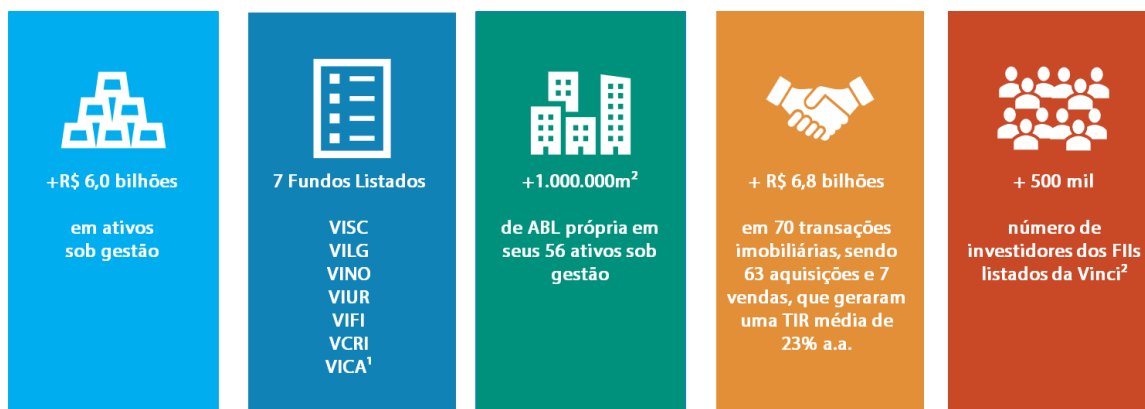 +R$ 6,0 bilhões
em ativos
sob gestão
7 Fundos Listados
VISC
VILG
VINO
VIUR
VIFI
VCRI
VICA¹
+1.000.000m²
de ABL própria em
seus 56 ativos sob
gestão
+ R$ 6,8 bilhões
em 70 transações
imobiliárias, sendo
63 aquisições e 7
vendas, que geraram
uma TIR média de
23% a.a.
+ 500 mil
número de
investidores dos FIIs
listados da Vinci²